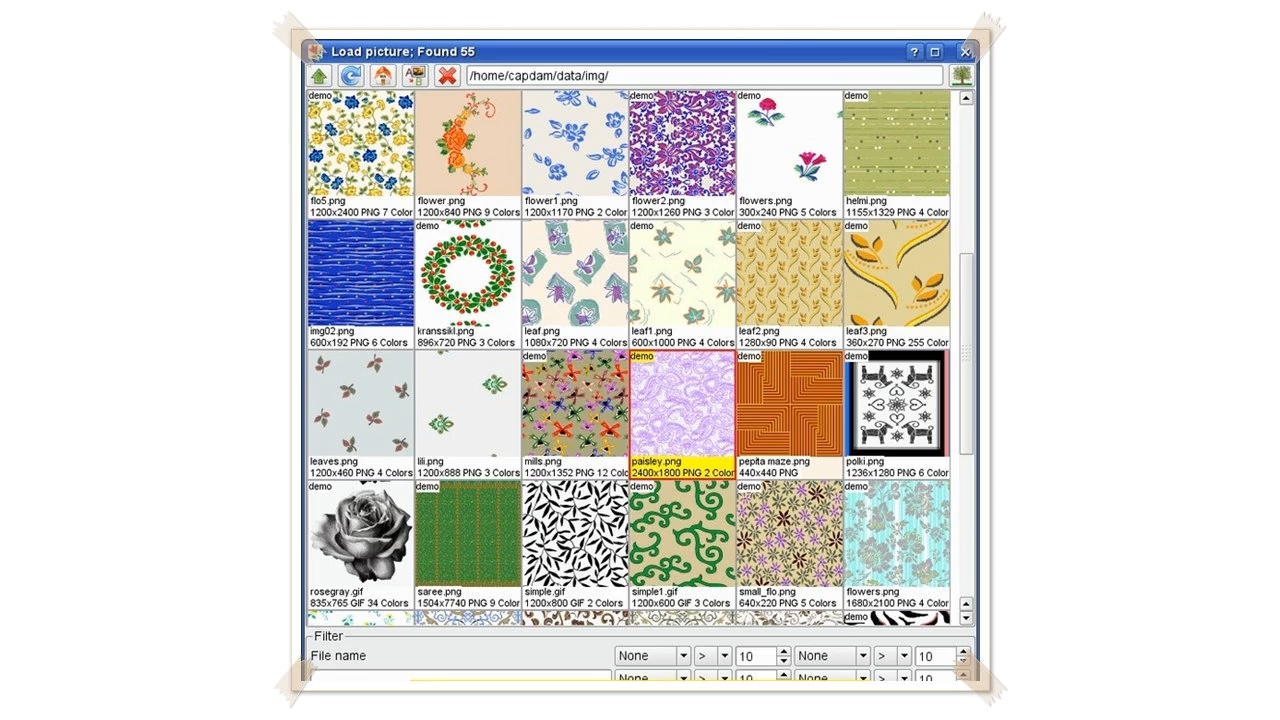 Load picture; Found 55
/home/capdam/data/img/
demo demo demo demo
flo5.png flower.png flower1.png flower2.png flowers.png helmi.png
1200x2400 PNG 7 Color 1200x840 PNG 9 Colors 1200x1170 PNG 2 Color 1200x1260 PNG 3 Color 300x240 PNG 5 Colors 1155x1329 PNG 4 Color
demo demo demo demo
img02.png kranssikl.png leaf.png leaf1.png leaf2.png leaf3.png
600x192 PNG 6 Colors 896x720 PNG 3 Colors 1080x720 PNG 4 Colors 600x1000 PNG 4 Colors 1280x90 PNG 4 Colors 360x270 PNG 255 Color
demo demo demo demo
leaves.png lili.png mills.png paisley.png pepita maze.png polki.png
1200x460 PNG 4 Colors 1200x888 PNG 3 Colors 1200x1352 PNG 12 Colo 2400x1800 PNG 2 Color 440x440 PNG 1236x1280 PNG 6 Color
demo demo demo demo demo
rosegray.gif saree.png simple.gif simple1.gif small_flo.png flowers.png
835x765 GIF 34 Colors 1504x7740 PNG 9 Color 1200x800 GIF 2 Colors 1200x600 GIF 3 Colors 640x220 PNG 5 Colors 1680x2100 PNG 4 Color
demo
Filter
File name None > 10 None > 10
None > 10 None > 10